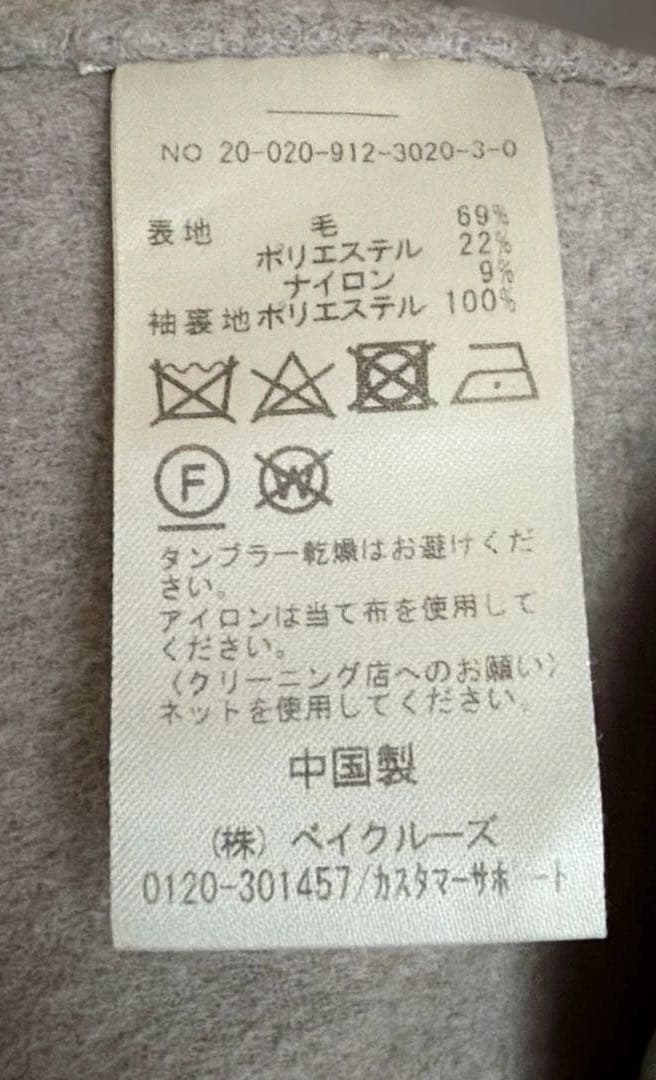 NO 20-020-912-3020-3-0
表地 毛 69%
ポリエステル 22%
ナイロン 9%
袖裏地 ポリエステル 100%
F W
タンブラー乾燥はお避けくだ
さい。
アイロンは当て布を使用して
ください。
〈クリーニング店へのお願い〉
ネットを使用してください。
中国製
(株) ベイクルーズ
0120-301457/カスタマーサポート